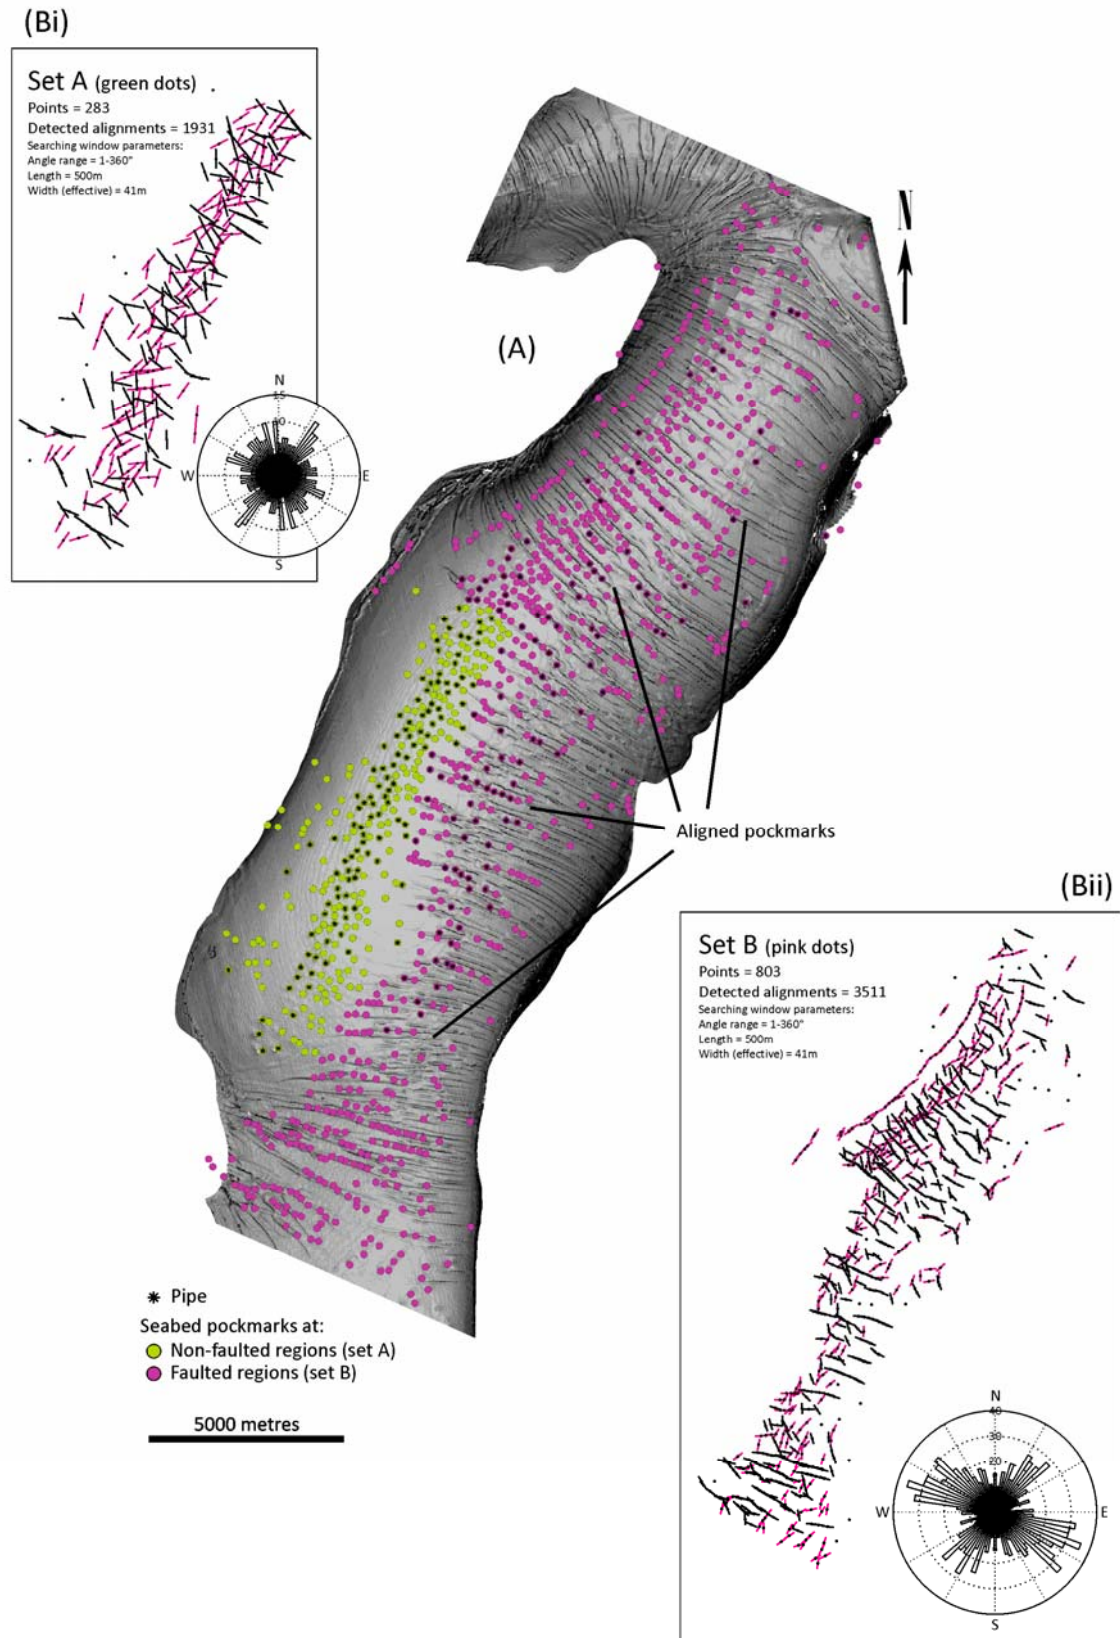 (Bi)
Set A (green dots)
Points = 283
Detected alignments = 1931
Searching window parameters:
Angle range = 1-360°
Length = 500m
Width (effective) = 41m
N
15
10
W
E
S
N
(A)
Aligned pockmarks
(Bii)
Set B (pink dots)
Points = 803
Detected alignments = 3511
Searching window parameters:
Angle range = 1-360°
Length = 500m
Width (effective) = 41m
N
40
30
20
W
E
S
Pipe
Seabed pockmarks at:
Non-faulted regions (set A)
Faulted regions (set B)
5000 metres